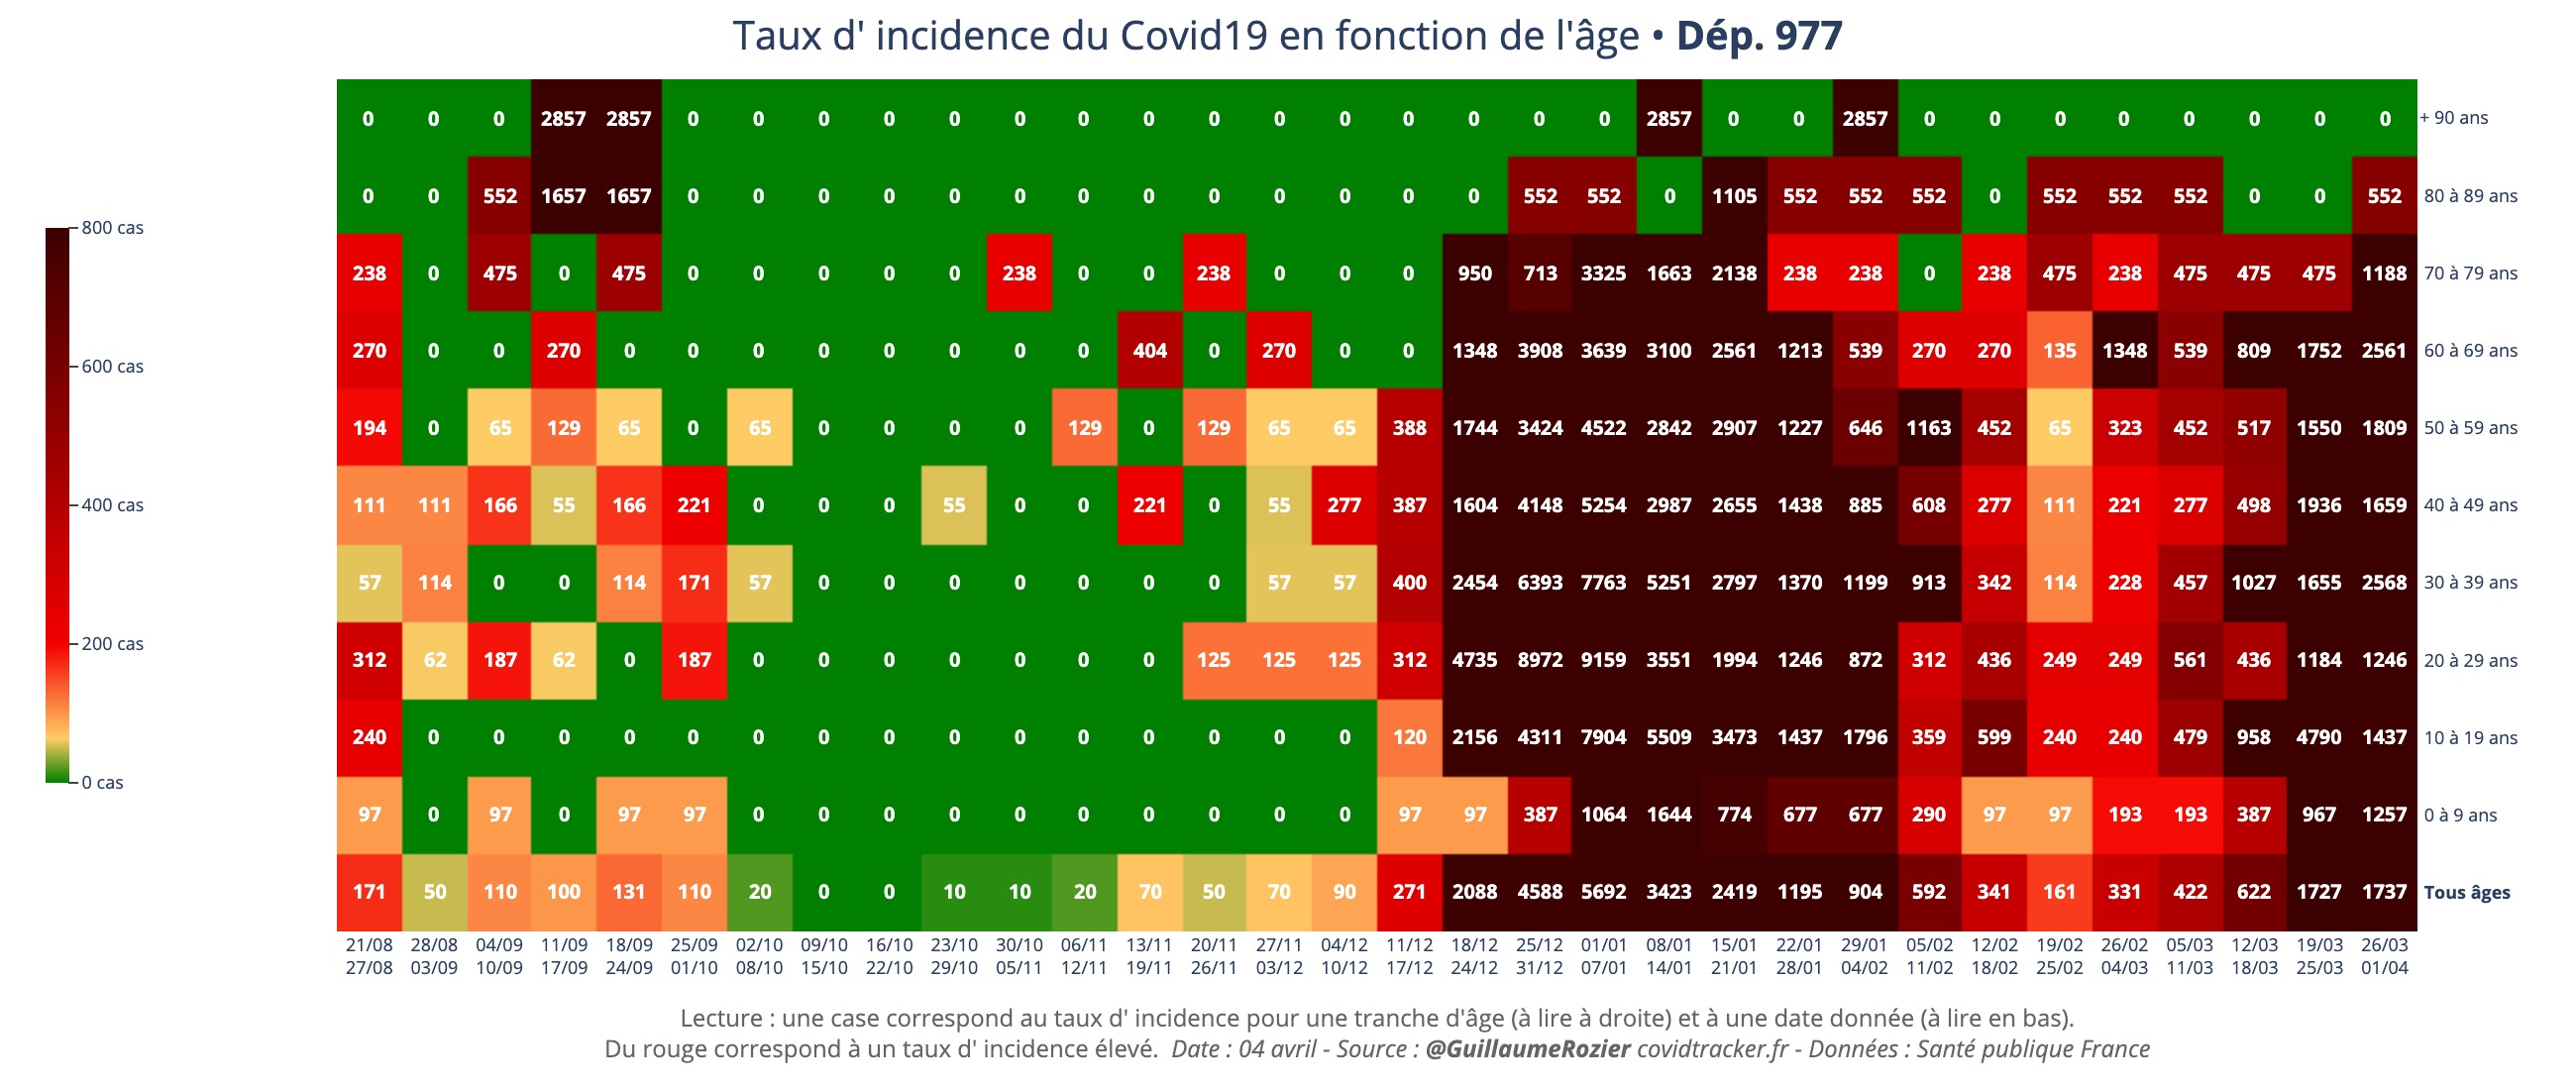 Taux d' incidence du Covid19 en fonction de l'âge • Dép. 977
0 0 0 2857 2857 0 0 0 0 0 0 0 0 0 0 0 0 0 0 0 2857 0 0 2857 0 0 0 0 0 0 0 0 + 90 ans
0 0 552 1657 1657 0 0 0 0 0 0 0 0 0 0 0 0 0 552 552 0 1105 552 552 552 0 552 552 552 0 0 552 80 à 89 ans
800 cas
238 0 475 0 475 0 0 0 0 0 238 0 0 238 0 0 0 950 713 3325 1663 2138 238 238 0 238 475 238 475 475 475 1188 70 à 79 ans
270 0 0 270 0 0 0 0 0 0 0 0 404 0 270 0 0 1348 3908 3639 3100 2561 1213 539 270 270 135 1348 539 809 1752 2561 60 à 69 ans
600 cas
194 0 65 129 65 0 65 0 0 0 0 129 0 129 65 65 388 1744 3424 4522 2842 2907 1227 646 1163 452 65 323 452 517 1550 1809 50 à 59 ans
400 cas
111 111 166 55 166 221 0 0 0 55 0 0 221 0 55 277 387 1604 4148 5254 2987 2655 1438 885 608 277 111 221 277 498 1936 1659 40 à 49 ans
57 114 0 0 114 171 57 0 0 0 0 0 0 0 57 57 400 2454 6393 7763 5251 2797 1370 1199 913 342 114 228 457 1027 1655 2568 30 à 39 ans
200 cas
312 62 187 62 0 187 0 0 0 0 0 0 0 125 125 125 312 4735 8972 9159 3551 1994 1246 872 312 436 249 249 561 436 1184 1246 20 à 29 ans
240 0 0 0 0 0 0 0 0 0 0 0 0 0 0 0 120 2156 4311 7904 5509 3473 1437 1796 359 599 240 240 479 958 4790 1437 10 à 19 ans
0 cas
97 0 97 0 97 97 0 0 0 0 0 0 0 0 0 0 97 97 387 1064 1644 774 677 677 290 97 97 193 193 387 967 1257 0 à 9 ans
171 50 110 100 131 110 20 0 0 10 10 20 70 50 70 90 271 2088 4588 5692 3423 2419 1195 904 592 341 161 331 422 622 1727 1737 Tous âges
21/08 28/08 04/09 11/09 18/09 25/09 02/10 09/10 16/10 23/10 30/10 06/11 13/11 20/11 27/11 04/12 11/12 18/12 25/12 01/01 08/01 15/01 22/01 29/01 05/02 12/02 19/02 26/02 05/03 12/03 19/03 26/03
27/08 03/09 10/09 17/09 24/09 01/10 08/10 15/10 22/10 29/10 05/11 12/11 19/11 26/11 03/12 10/12 17/12 24/12 31/12 07/01 14/01 21/01 28/01 04/02 11/02 18/02 25/02 04/03 11/03 18/03 25/03 01/04
Lecture : une case correspond au taux d' incidence pour une tranche d'âge (à lire à droite) et à une date donnée (à lire en bas).
Du rouge correspond à un taux d' incidence élevé. Date : 04 avril - Source : @GuillaumeRozier covidtracker.fr - Données : Santé publique France